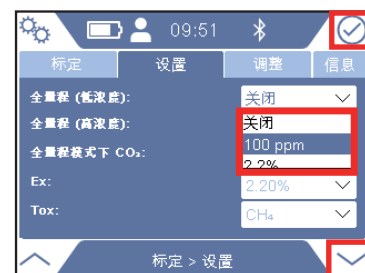 09:51
标定 设置 调整 信息
全量程 (低浓度): 关闭
全量程 (高浓度): 关闭
100 ppm
全量程模式下 CO₂: 2.2%
Ex: 2.20%
Tox: CH₄
标定 > 设置